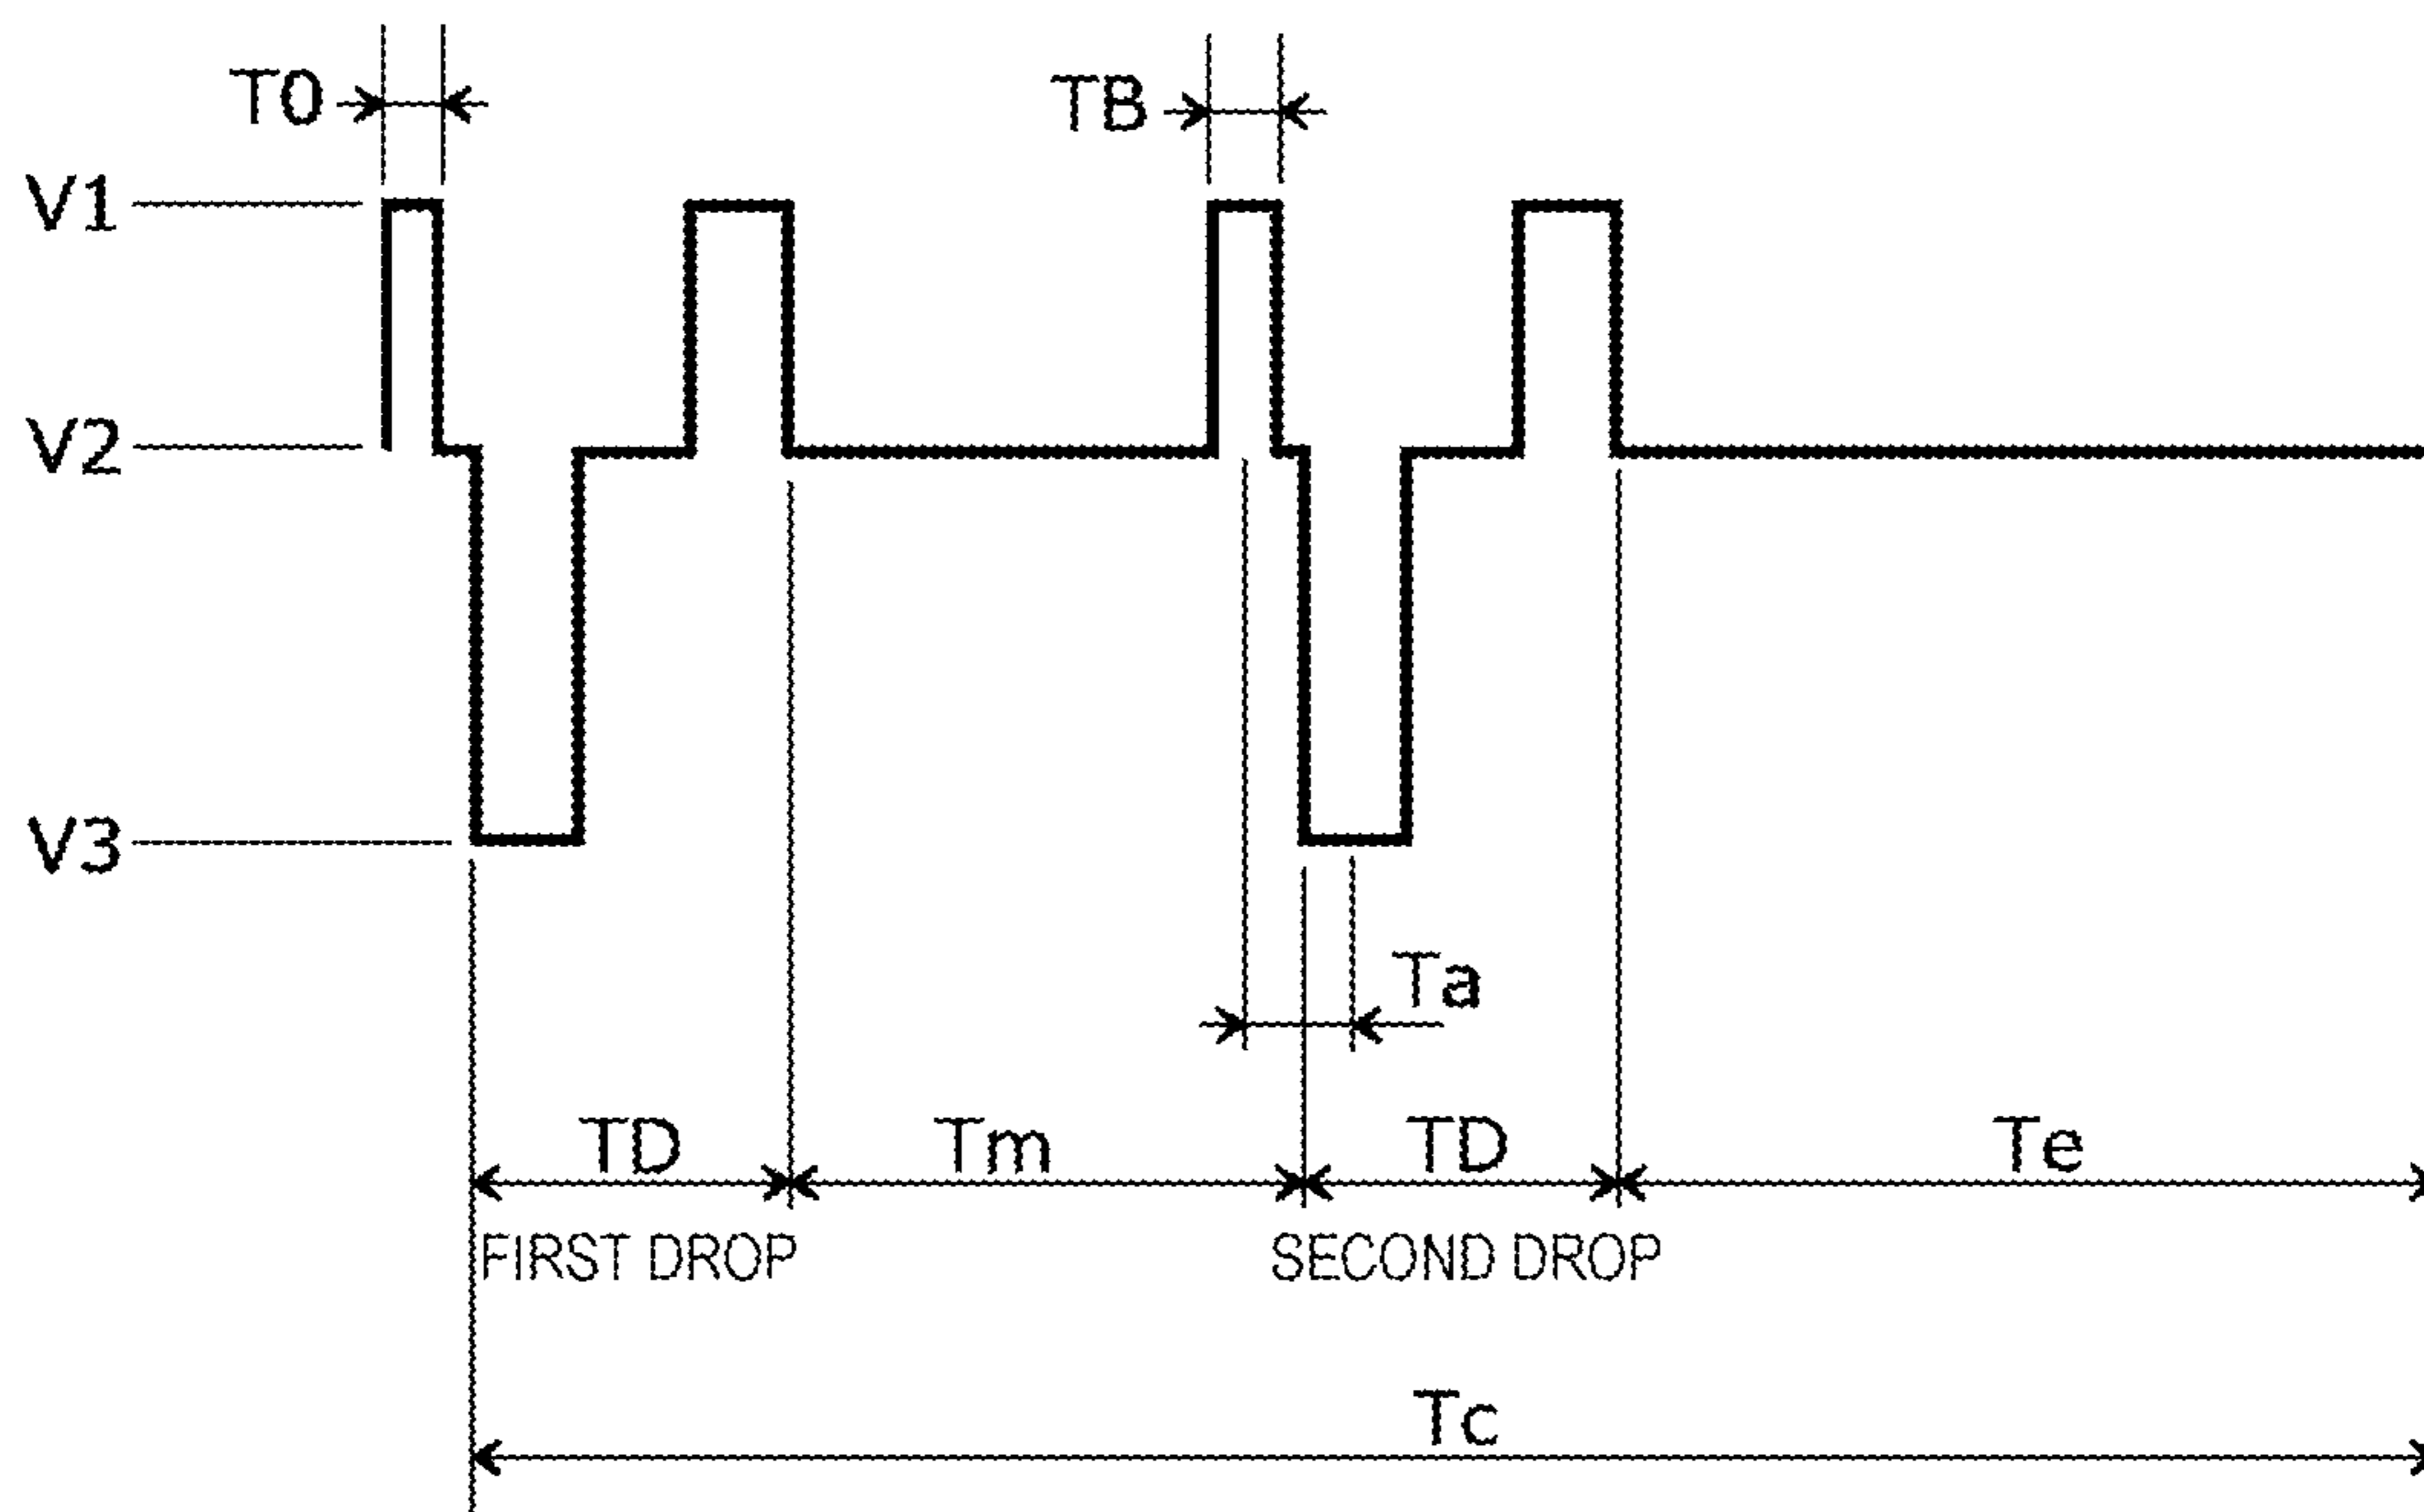 T0 TB
V1
V2
V3
Ta
TD Tm TD Te
FIRST DROP SECOND DROP
Tc